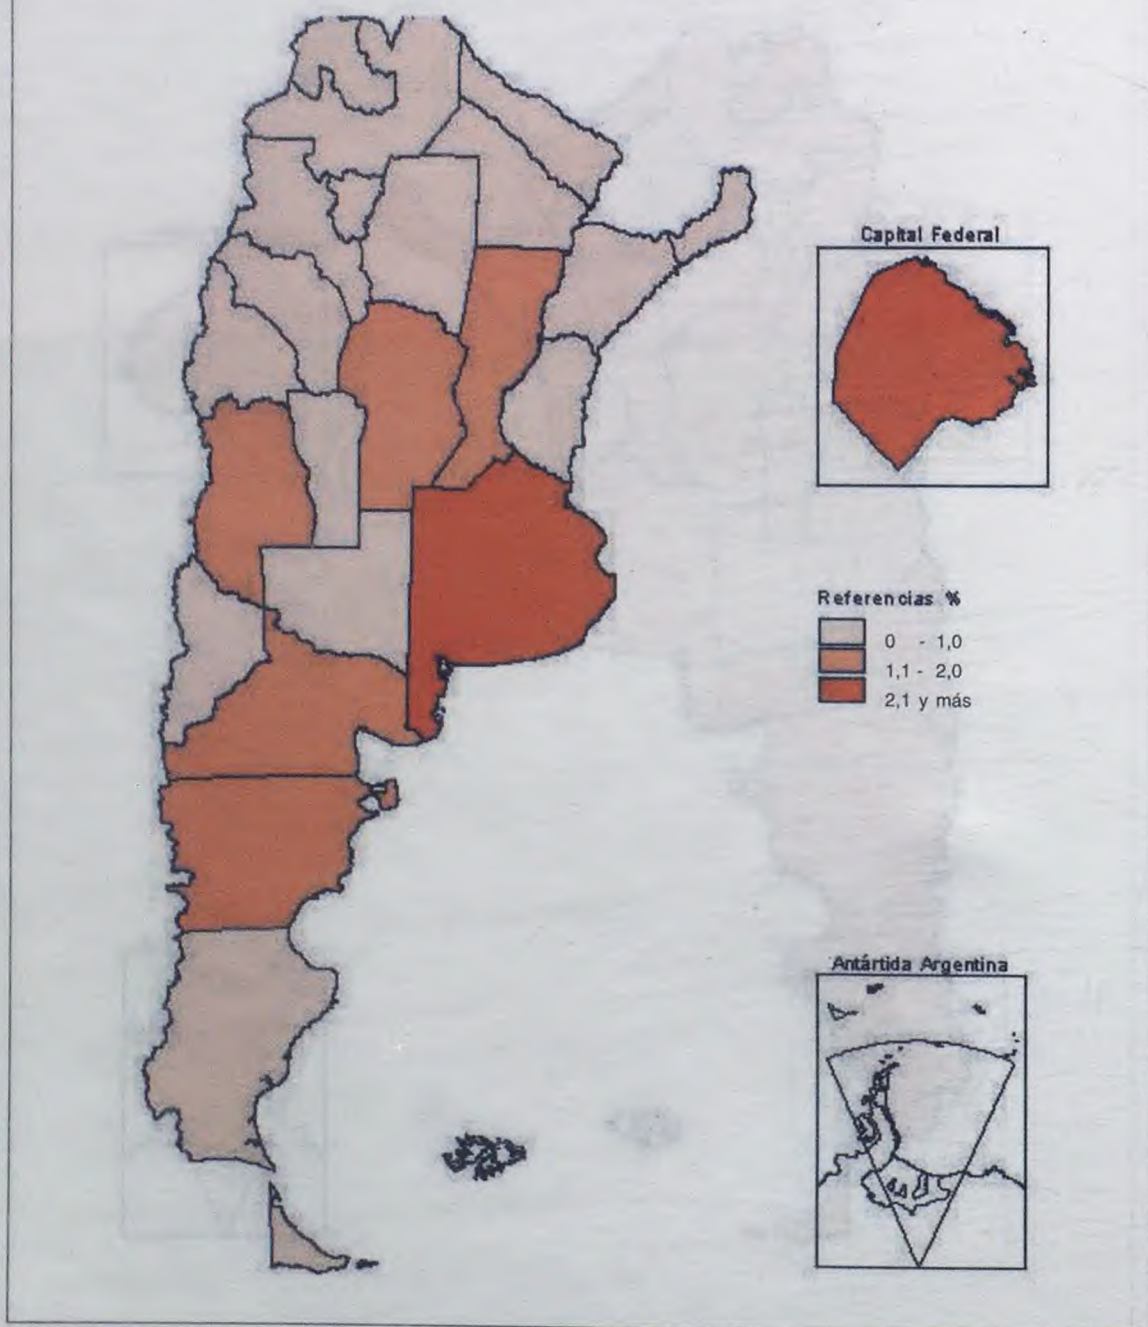 Capital Federal
Referencias %
0 - 1,0
1,1 - 2,0
2,1 y más
Antártida Argentina